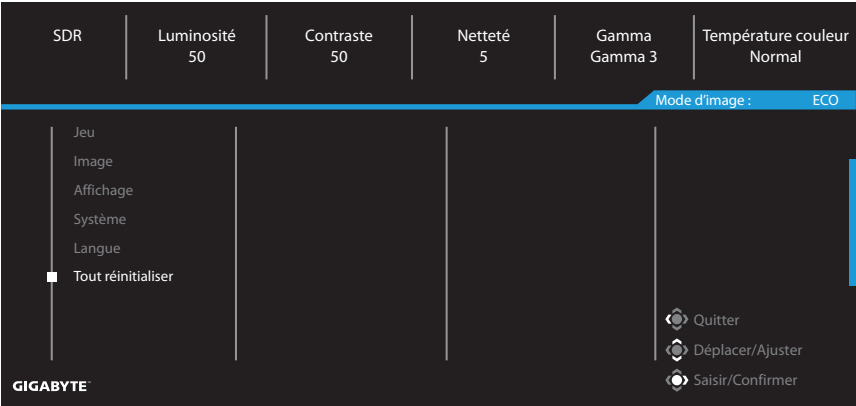 SDR Luminosité Contraste Netteté Gamma Température couleur
50 50 5 Gamma 3 Normal
Mode d'image : ECO
Jeu
Image
Affichage
Système
Langue
Tout réinitialiser
Quitter
Déplacer/Ajuster
Saisir/Confirmer
GIGABYTE™